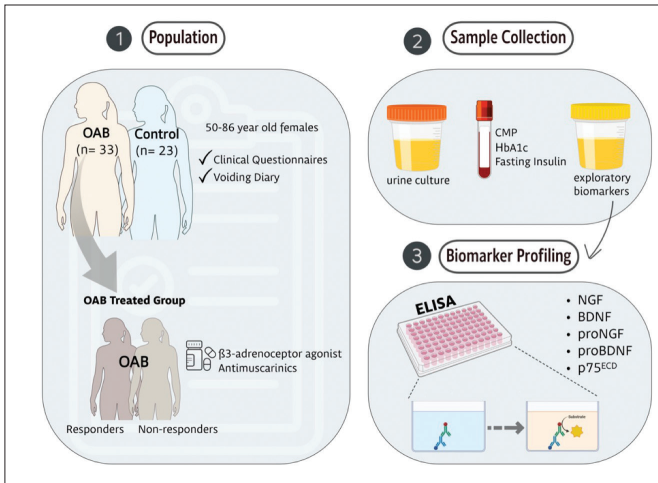 1 Population
OAB
(n= 33)
Control
(n= 23)
50-86 year old females
✓ Clinical Questionnaires
✓ Voiding Diary
OAB Treated Group
OAB
β3-adrenoceptor agonist
Antimuscarinics
Responders Non-responders
2 Sample Collection
urine culture
CMP
HbA1c
Fasting Insulin
exploratory
biomarkers
3 Biomarker Profiling
ELISA
• NGF
• BDNF
• proNGF
• proBDNF
• p75ᴱᶜᴰ
Substrate